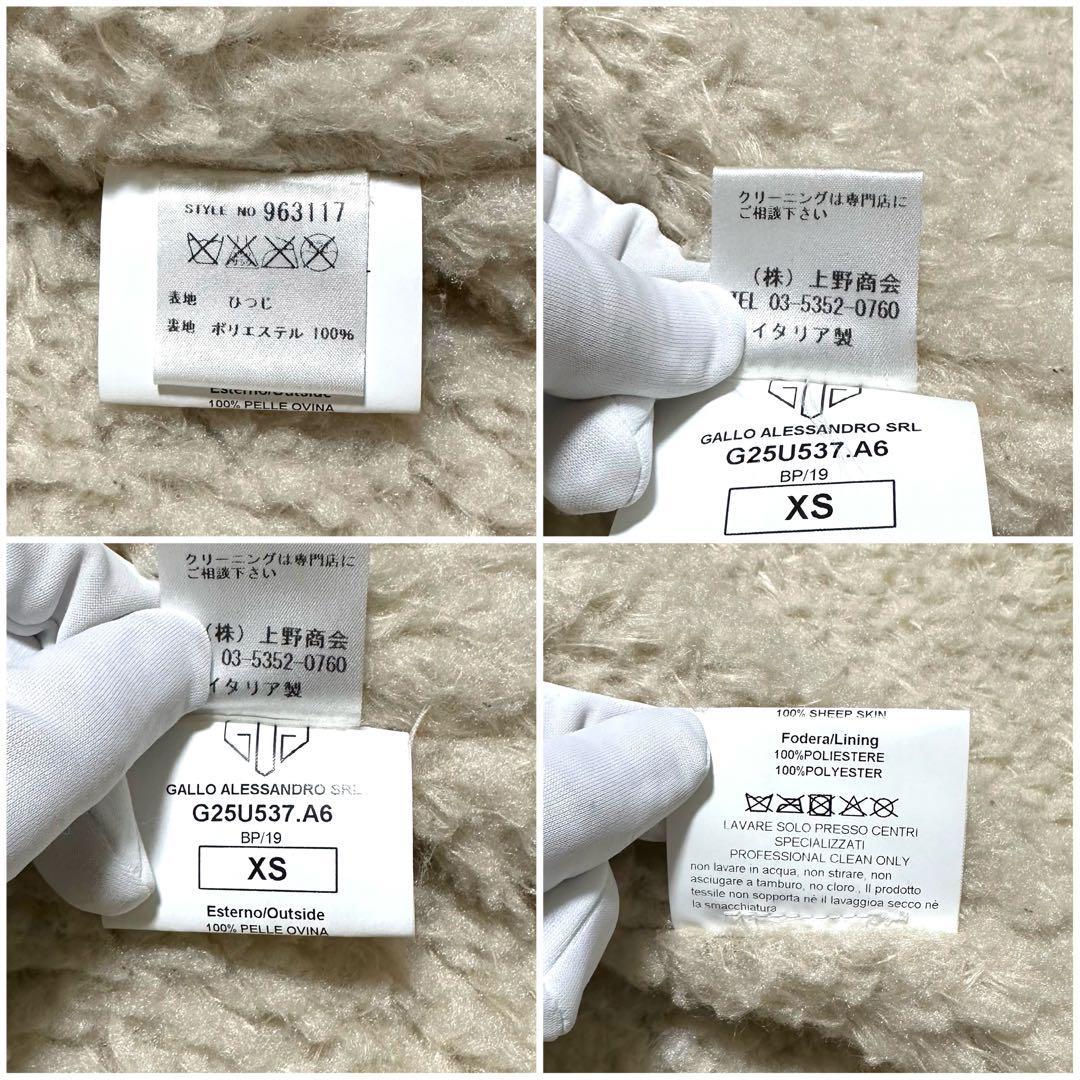 STYLE NO 963117
表地 ひつじ
裏地 ポリエステル 100%
Esterno/Outside
100% PELLE OVINA
クリーニングは専門店に
ご相談下さい
(株) 上野商会
TEL 03-5352-0760
イタリア製
GALLO ALESSANDRO SRL
G25U537.A6
BP/19
XS
クリーニングは専門店に
ご相談下さい
(株) 上野商会
03-5352-0760
イタリア製
GALLO ALESSANDRO SRL
G25U537.A6
BP/19
XS
Esterno/Outside
100% PELLE OVINA
100% SHEEP SKIN
Fodera/Lining
100%POLIESTERE
100%POLYESTER
LAVARE SOLO PRESSO CENTRI
SPECIALIZZATI
PROFESSIONAL CLEAN ONLY
non lavare in acqua, non stirare, non
asciugare a tamburo, no cloro., Il prodotto
tessile non sopporta nè il lavaggioa secco nè
la smacchiatura